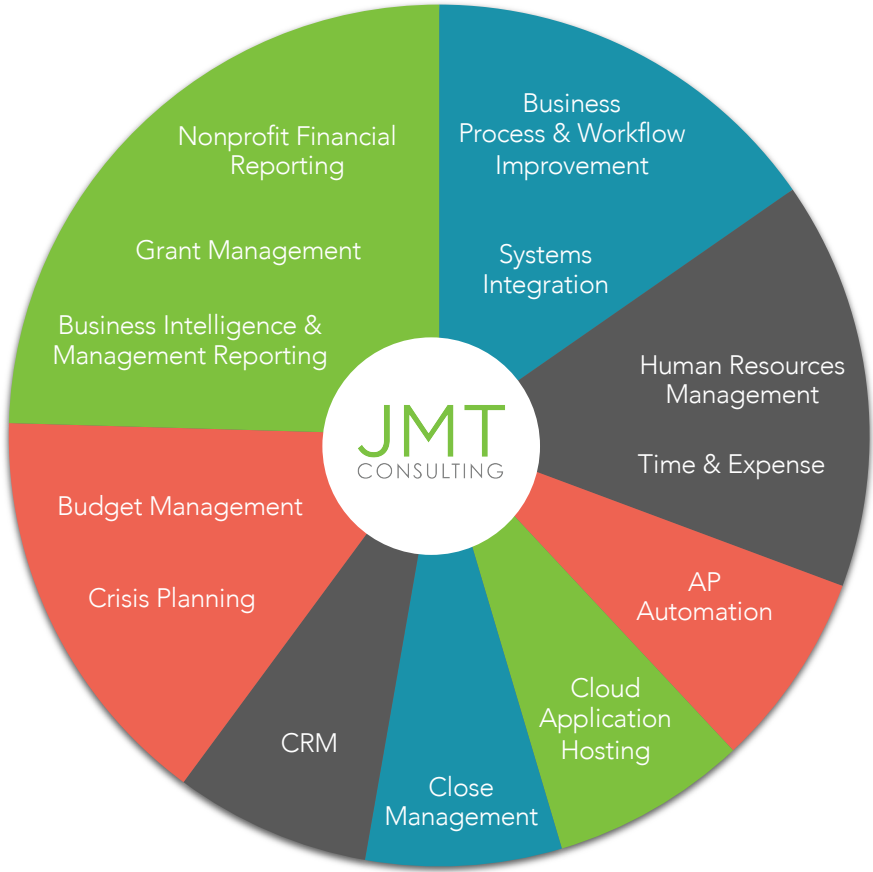 Nonprofit Financial
Reporting
Grant Management
Business Intelligence &
Management Reporting
Business
Process & Workflow
Improvement
Systems
Integration
Human Resources
Management
Time & Expense
AP
Automation
Cloud
Application
Hosting
Close
Management
CRM
Budget Management
Crisis Planning
JMT
CONSULTING